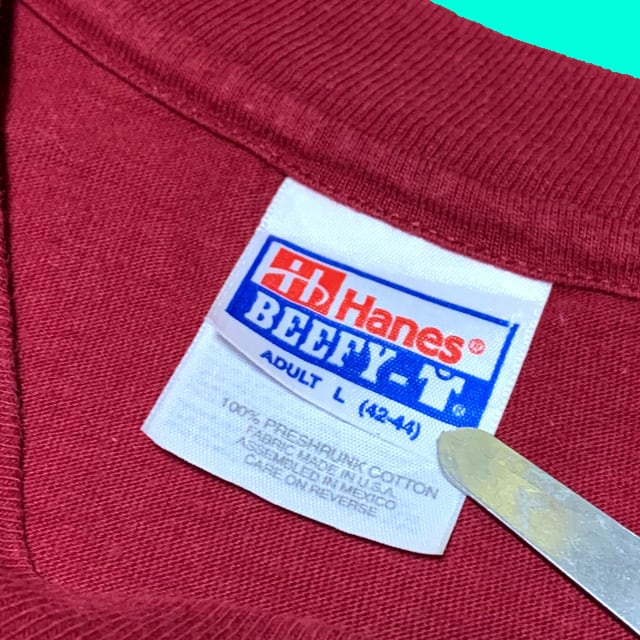 Hanes®
BEEFY-T®
ADULT L (42-44)
100% PRESHRUNK COTTON
FABRIC MADE IN U.S.A.
ASSEMBLED IN MEXICO
CARE ON REVERSE